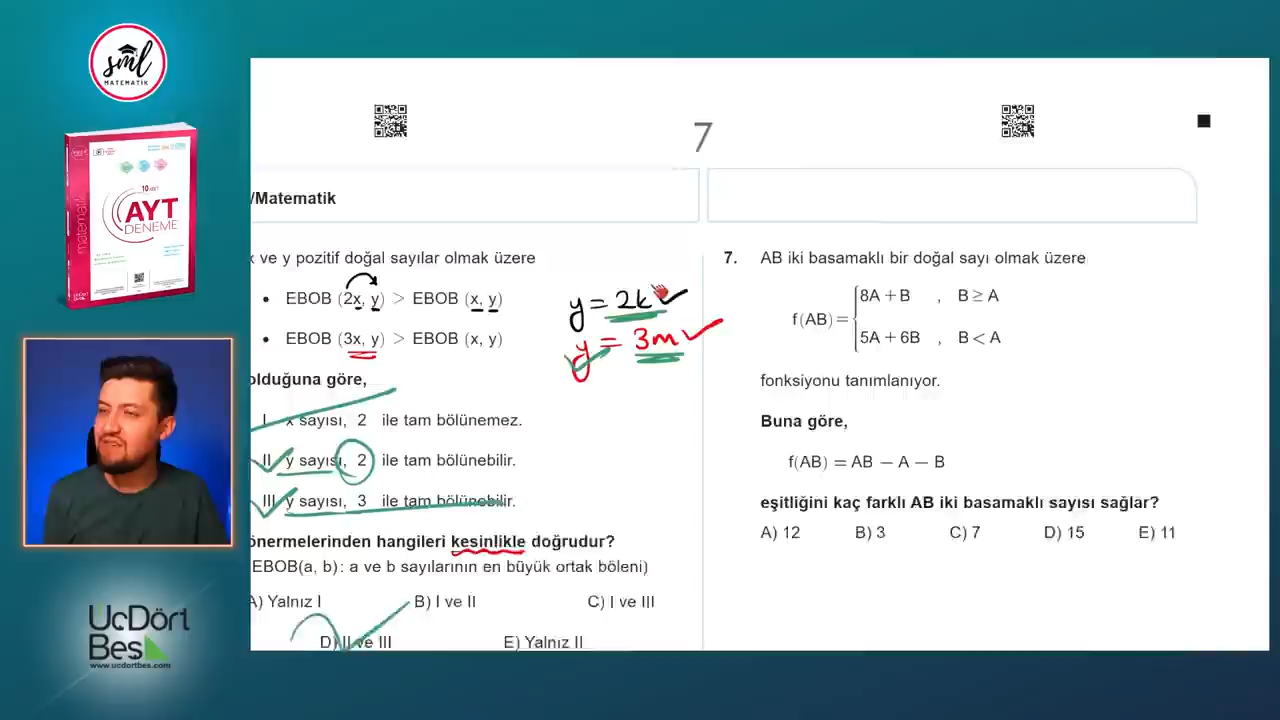 sml
MATEMATİK
10 ADET
AYT
DENEME
matematik
ÜçDört
Beş
www.ucdortbes.com
7
/Matematik
x ve y pozitif doğal sayılar olmak üzere
• EBOB (2x, y) > EBOB (x, y)
• EBOB (3x, y) > EBOB (x, y)
y = 2k
y = 3m
olduğuna göre,
I x sayısı, 2 ile tam bölünemez.
II y sayısı, 2 ile tam bölünebilir.
III y sayısı, 3 ile tam bölünebilir.
önermelerinden hangileri kesinlikle doğrudur?
EBOB(a, b): a ve b sayılarının en büyük ortak böleni)
A) Yalnız I B) I ve II C) I ve III
D) II ve III E) Yalnız II
7. AB iki basamaklı bir doğal sayı olmak üzere
8A + B , B ≥ A
f(AB) =
5A + 6B , B < A
fonksiyonu tanımlanıyor.
Buna göre,
f(AB) = AB − A − B
eşitliğini kaç farklı AB iki basamaklı sayısı sağlar?
A) 12 B) 3 C) 7 D) 15 E) 11